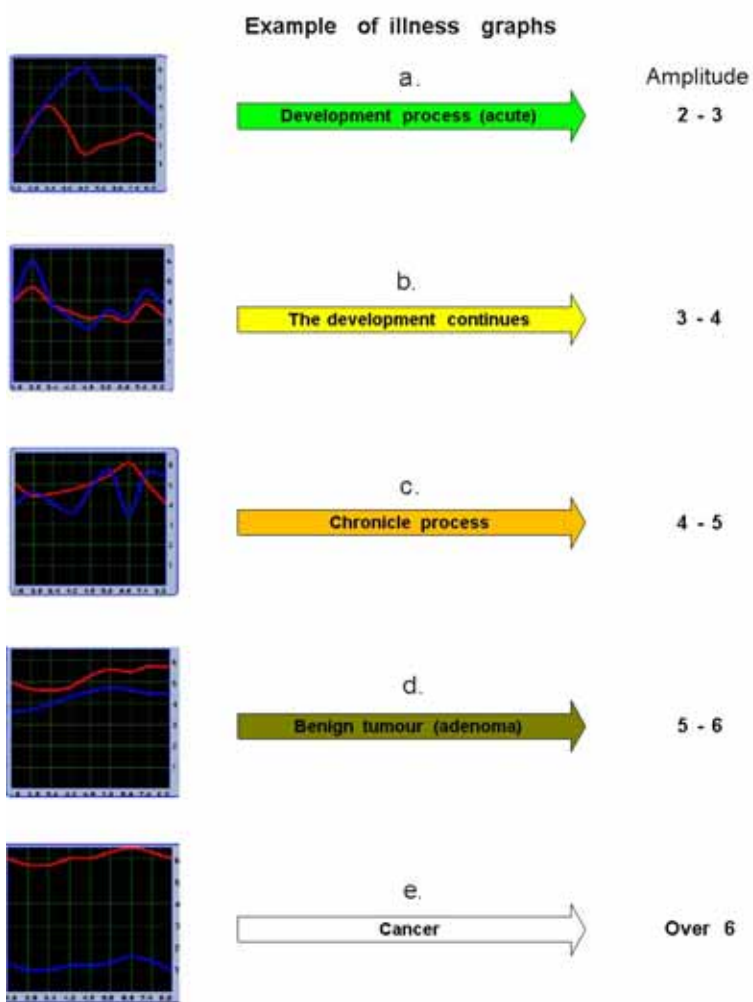 Example of illness graphs
a.
Amplitude
Development process (acute)
2 - 3
b.
The development continues
3 - 4
c.
Chronicle process
4 - 5
d.
Benign tumour (adenoma)
5 - 6
e.
Cancer
Over 6